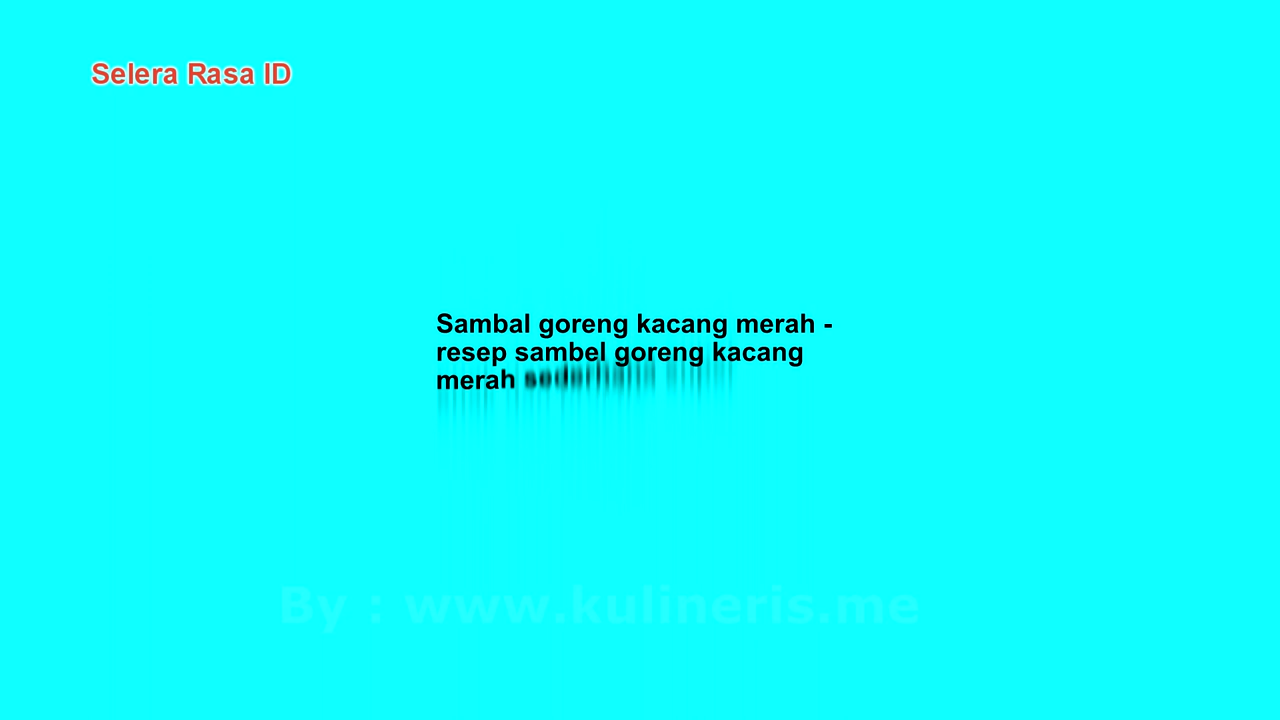 Selera Rasa ID
Sambal goreng kacang merah -
resep sambel goreng kacang
merah
By : www.kulineris.me